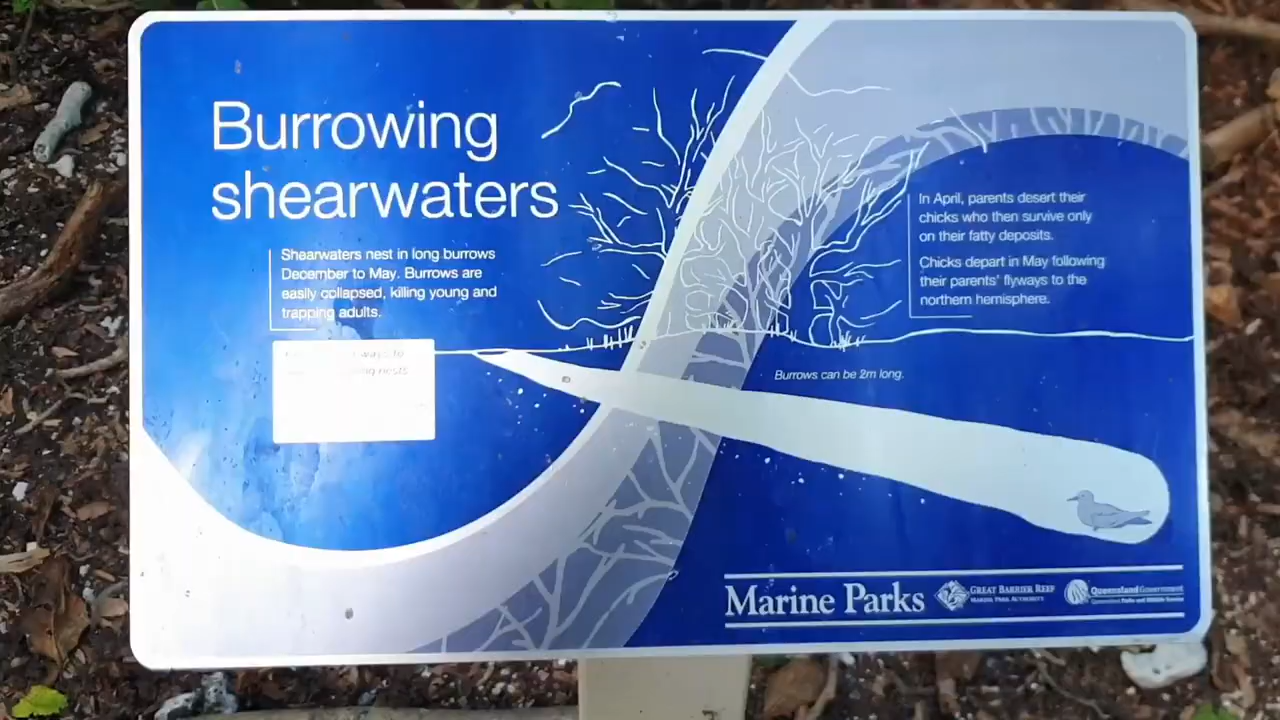 Burrowing
shearwaters
Shearwaters nest in long burrows
December to May. Burrows are
easily collapsed, killing young and
trapping adults.
ways to
nests
In April, parents desert their
chicks who then survive only
on their fatty deposits.
Chicks depart in May following
their parents' flyways to the
northern hemisphere.
Burrows can be 2m long.
Marine Parks
GREAT BARRIER REEF
MARINE PARK AUTHORITY
Queensland Government
Queensland Parks and Wildlife Service